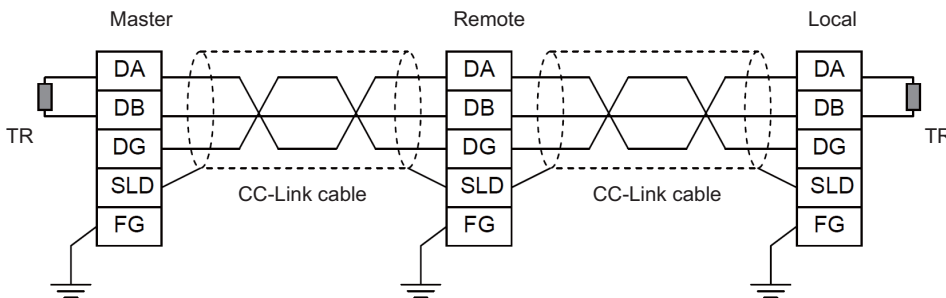 Master Remote Local
DA DA DA
DB DB DB
TR TR
DG DG DG
SLD SLD SLD
CC-Link cable CC-Link cable
FG FG FG